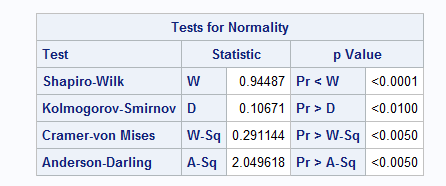 Tests for Normality
Test Statistic p Value
Shapiro-Wilk W 0.94487 Pr < W <0.0001
Kolmogorov-Smirnov D 0.10671 Pr > D <0.0100
Cramer-von Mises W-Sq 0.291144 Pr > W-Sq <0.0050
Anderson-Darling A-Sq 2.049618 Pr > A-Sq <0.0050